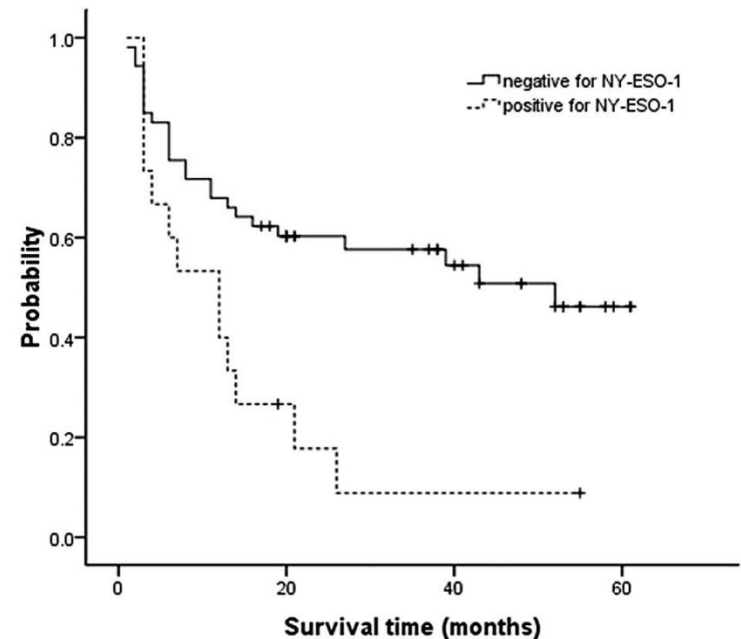 1.0
0.8
0.6
0.4
0.2
0.0
Probability
negative for NY-ESO-1
positive for NY-ESO-1
0 20 40 60
Survival time (months)